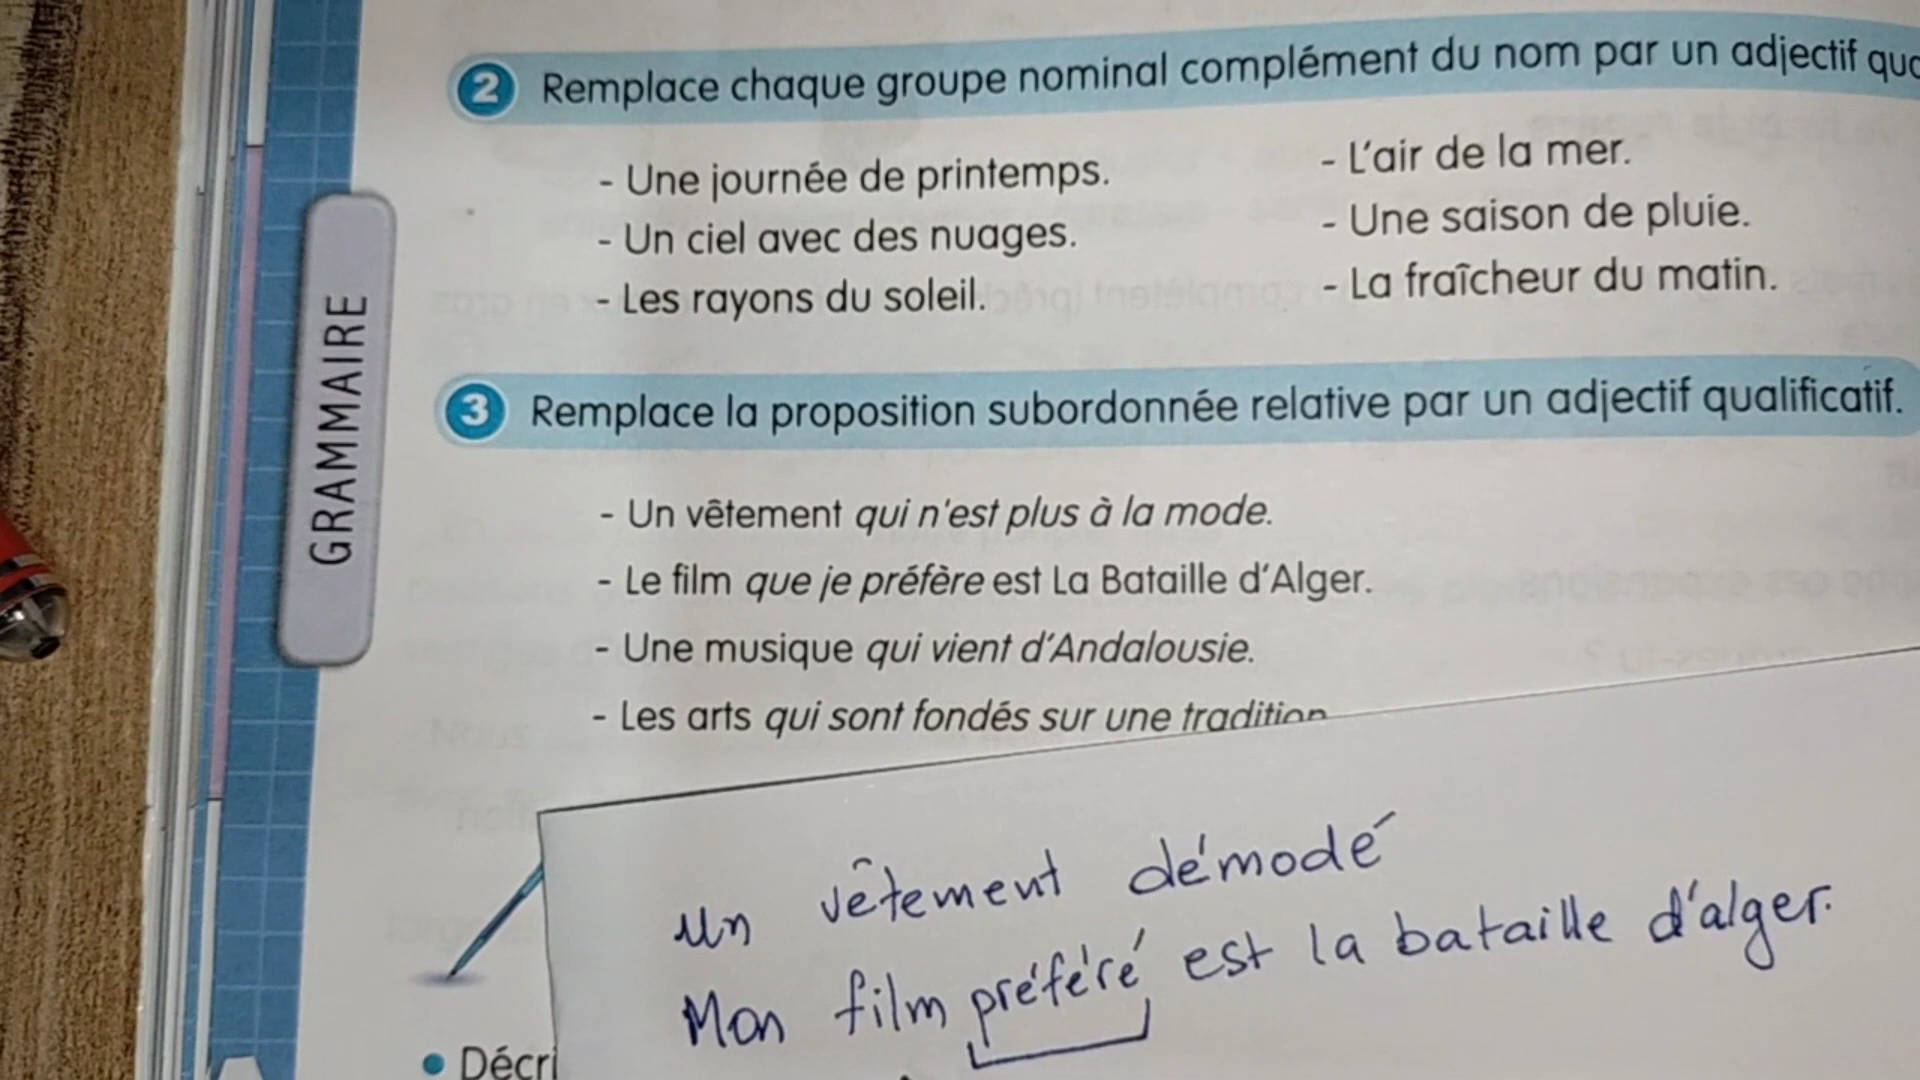 2 Remplace chaque groupe nominal complément du nom par un adjectif
- Une journée de printemps.
- Un ciel avec des nuages.
- Les rayons du soleil.
- L'air de la mer.
- Une saison de pluie.
- La fraîcheur du matin.
GRAMMAIRE
3 Remplace la proposition subordonnée relative par un adjectif qualificatif.
- Un vêtement qui n'est plus à la mode.
- Le film que je préfère est La Bataille d'Alger.
- Une musique qui vient d'Andalousie.
- Les arts qui sont fondés sur une tradition
Un vêtement démodé
Mon film préféré est la bataille d'alger.
• Décri